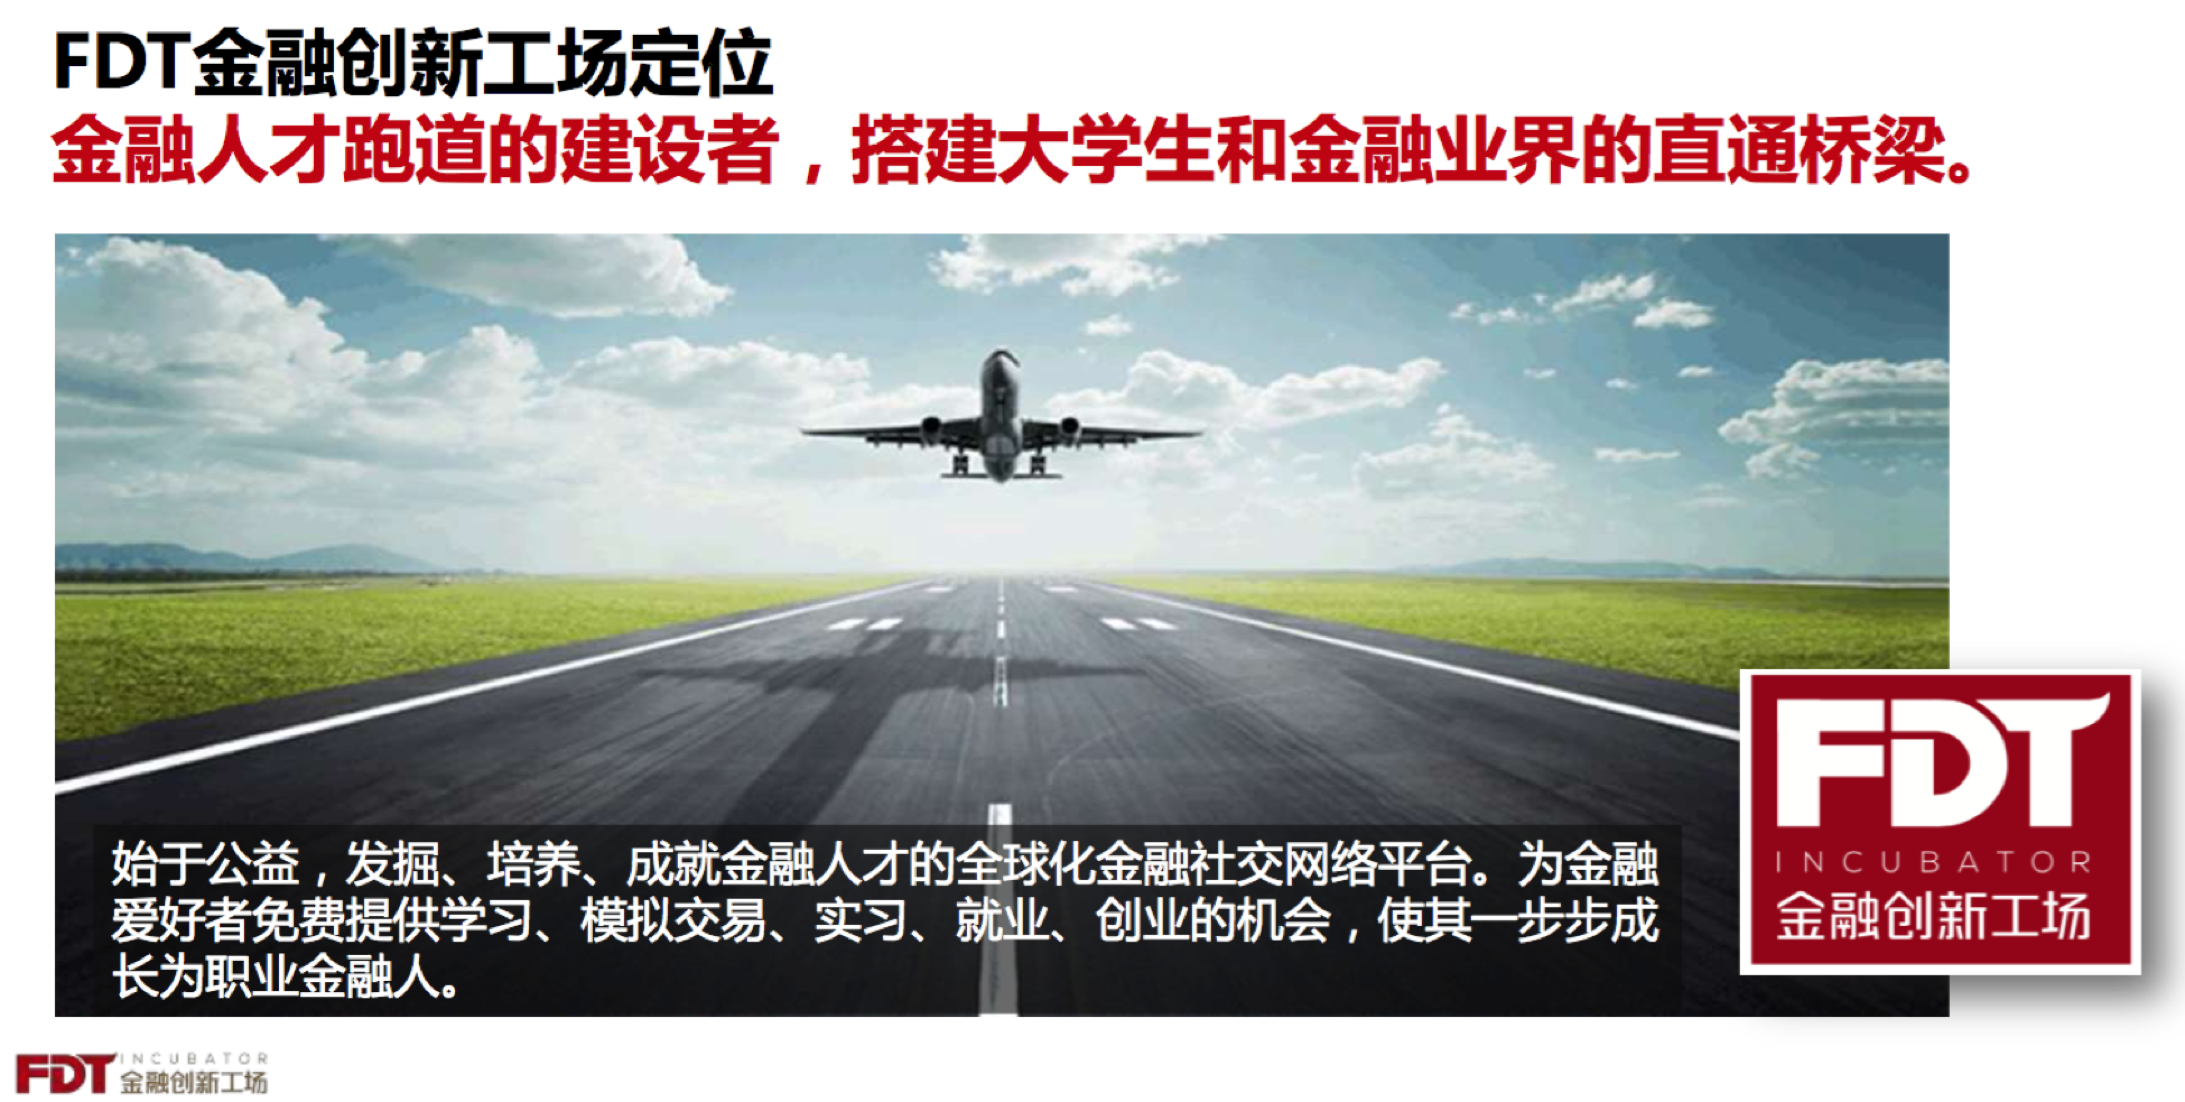 FDT金融创新工场定位
金融人才跑道的建设者，搭建大学生和金融业界的直通桥梁。
始于公益，发掘、培养、成就金融人才的全球化金融社交网络平台。为金融
爱好者免费提供学习、模拟交易、实习、就业、创业的机会，使其一步步成
长为职业金融人。
FDT
INCUBATOR
金融创新工场
FDT
INCUBATOR
金融创新工场